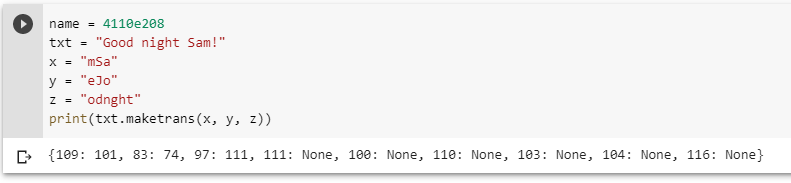 name = 4110e208
txt = "Good night Sam!"
x = "mSa"
y = "eJo"
z = "odnght"
print(txt.maketrans(x, y, z))
{109: 101, 83: 74, 97: 111, 111: None, 100: None, 110: None, 103: None, 104: None, 116: None}